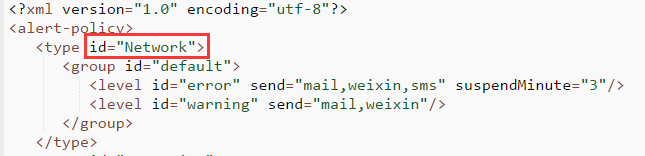 <?xml version="1.0" encoding="utf-8"?>
<alert-policy>
<type id="Network">
<group id="default">
<level id="error" send="mail,weixin,sms" suspendMinute="3"/>
<level id="warning" send="mail,weixin"/>
</group>
</type>